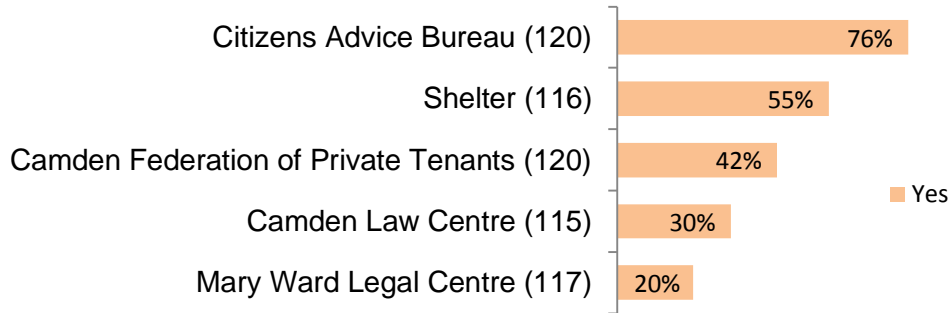 Citizens Advice Bureau (120) 76%
Shelter (116) 55%
Camden Federation of Private Tenants (120) 42%
Yes
Camden Law Centre (115) 30%
Mary Ward Legal Centre (117) 20%